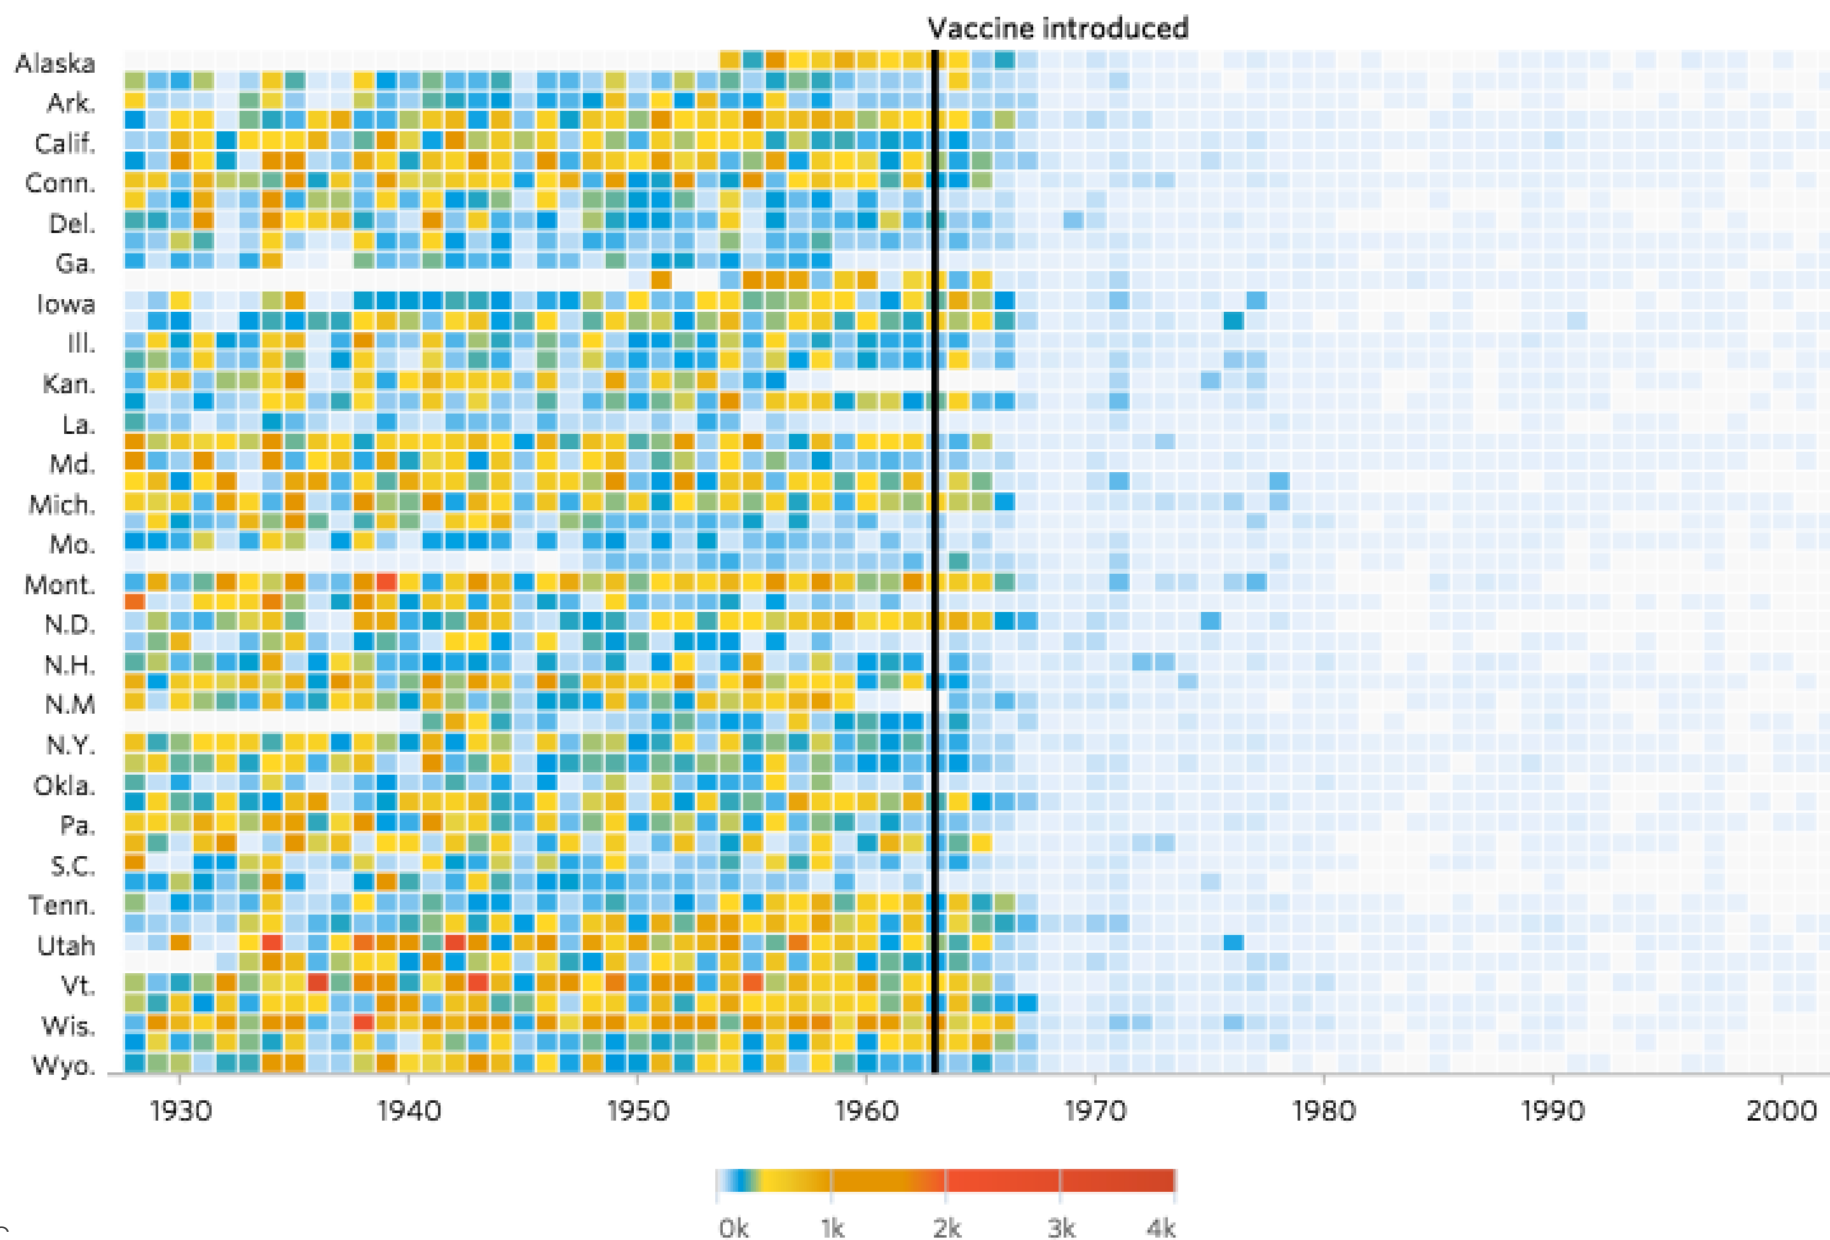 Vaccine introduced
Alaska
Ark.
Calif.
Conn.
Del.
Ga.
Iowa
Ill.
Kan.
La.
Md.
Mich.
Mo.
Mont.
N.D.
N.H.
N.M
N.Y.
Okla.
Pa.
S.C.
Tenn.
Utah
Vt.
Wis.
Wyo.
1930 1940 1950 1960 1970 1980 1990 2000
0k 1k 2k 3k 4k